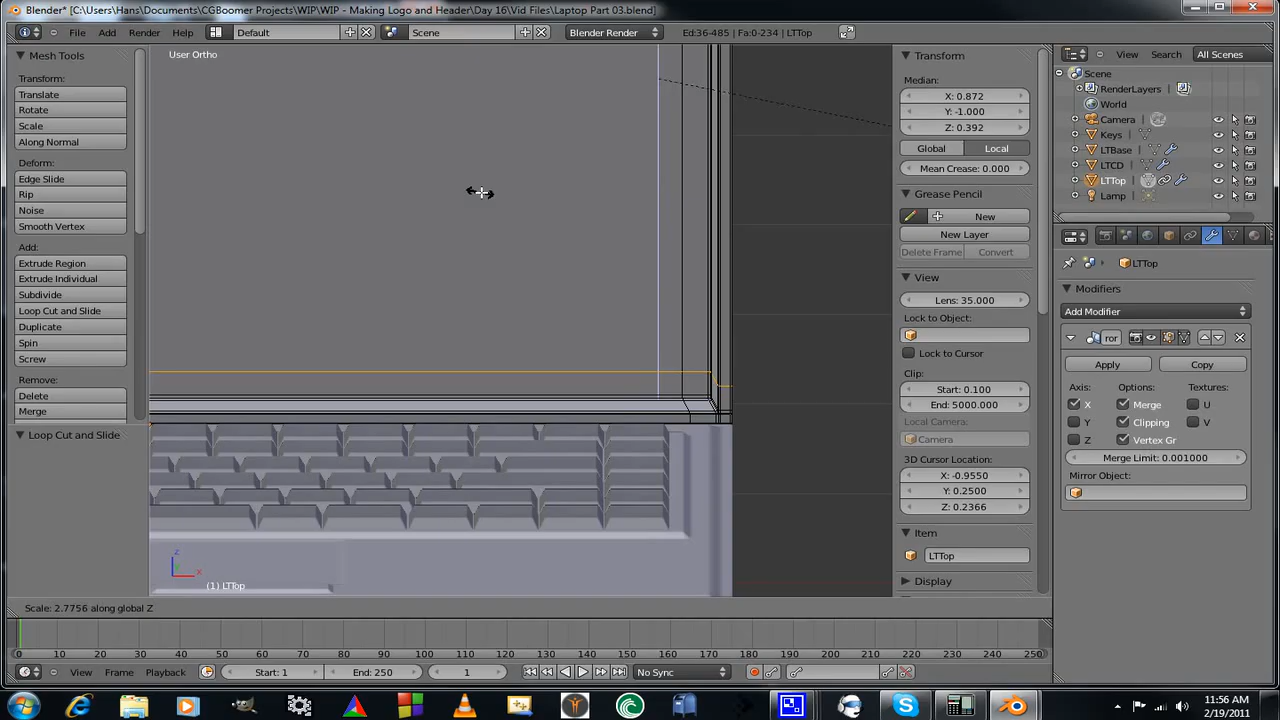 Blender* [C:\Users\Hans\Documents\CGBoomer Projects\WIP\WIP - Making Logo and Header\Day 16\Vid Files\Laptop Part 03.blend]
File Add Render Help Default Scene Blender Render Ed:36-485 | Fa:0-234 | LTTop View Search All Scenes
Mesh Tools
User Ortho
Transform:
Translate
Rotate
Scale
Along Normal
Deform:
Edge Slide
Rip
Noise
Smooth Vertex
Add:
Extrude Region
Extrude Individual
Subdivide
Loop Cut and Slide
Duplicate
Spin
Screw
Remove:
Delete
Merge
Loop Cut and Slide
(1) LTTop
z
x
Transform
Median:
X: 0.872
Y: -1.000
Z: 0.392
Global Local
Mean Crease: 0.000
Grease Pencil
New
New Layer
Delete Frame Convert
View
Lens: 35.000
Lock to Object:
Lock to Cursor
Clip:
Start: 0.100
End: 5000.000
Local Camera:
Camera
3D Cursor Location:
X: -0.9550
Y: 0.2500
Z: 0.2366
Item
LTTop
Display
Scene
RenderLayers
World
Camera
Keys
LTBase
LTCD
LTTop
Lamp
LTTop
Modifiers
Add Modifier
ror
Apply Copy
Axis: Options: Textures:
X Merge U
Y Clipping V
Z Vertex Gr
Merge Limit: 0.001000
Mirror Object:
Scale: 2.7756 along global Z
0 10 20 30 40 50 60 70 80 90 100 110 120 130 140 150 160 170 180 190 200 210 220 230 240 250
View Frame Playback Start: 1 End: 250 1 No Sync
11:56 AM
2/19/2011